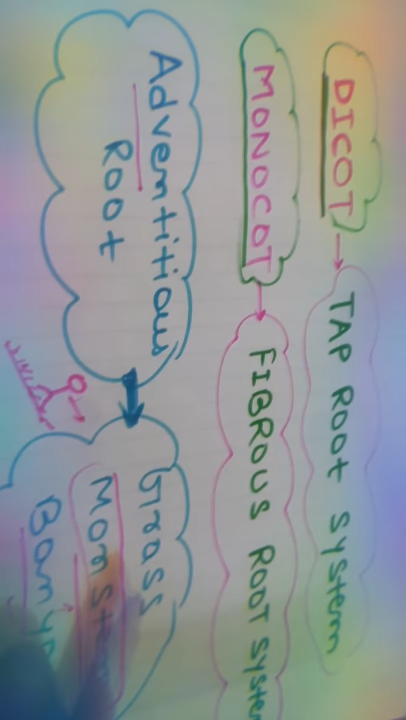 DICOT → TAP Root System
MONOCOT → FIBROUS ROOT System
Adventitious
Root
Grass